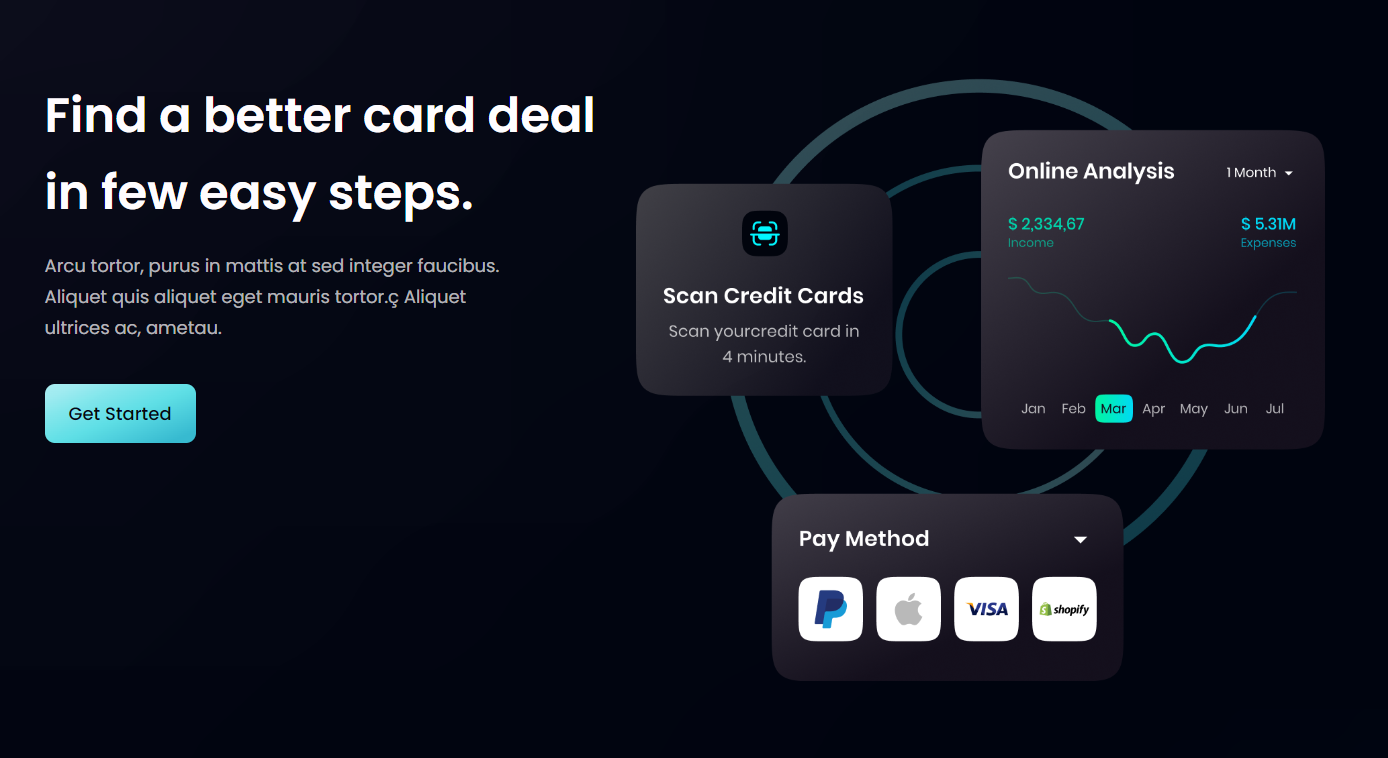 Find a better card deal
in few easy steps.
Arcu tortor, purus in mattis at sed integer faucibus.
Aliquet quis aliquet eget mauris tortor.ç Aliquet
ultrices ac, ametau.
Get Started
Scan Credit Cards
Scan yourcredit card in
4 minutes.
Online Analysis 1 Month
$ 2,334,67 $ 5.31M
Income Expenses
Jan Feb Mar Apr May Jun Jul
Pay Method
VISA shopify